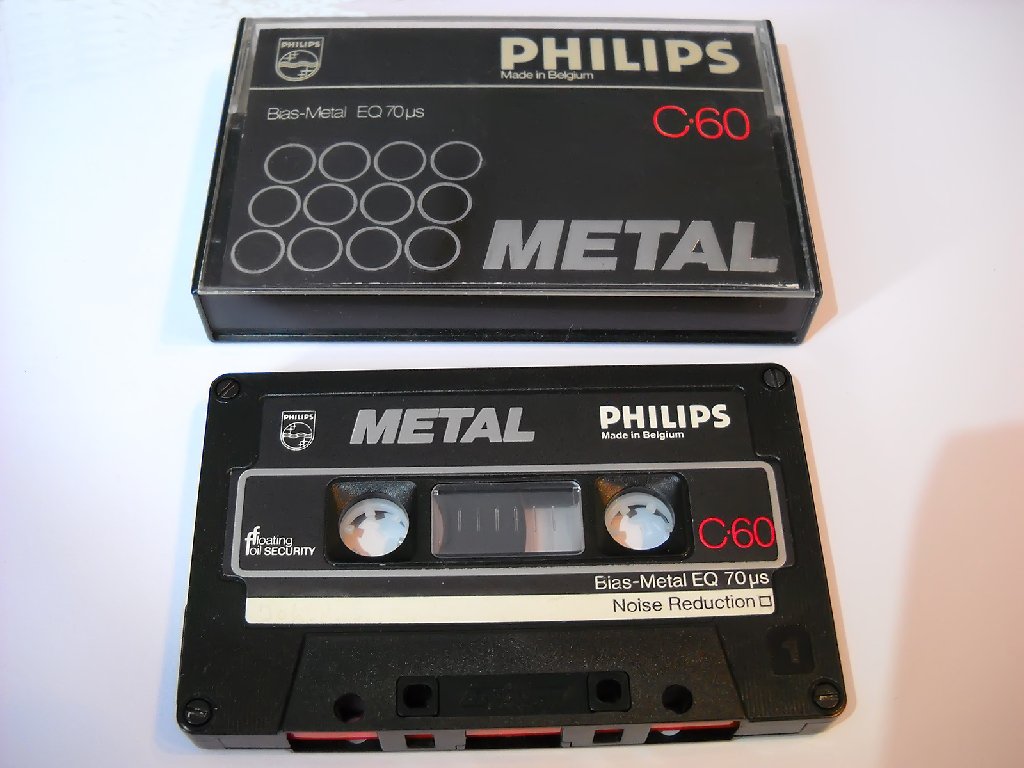 PHILIPS
PHILIPS
Made in Belgium
Bias-Metal EQ 70µs
C·60
METAL
PHILIPS
METAL
PHILIPS
Made in Belgium
floating
foil SECURITY
C·60
Bias-Metal EQ 70µs
Noise Reduction
1